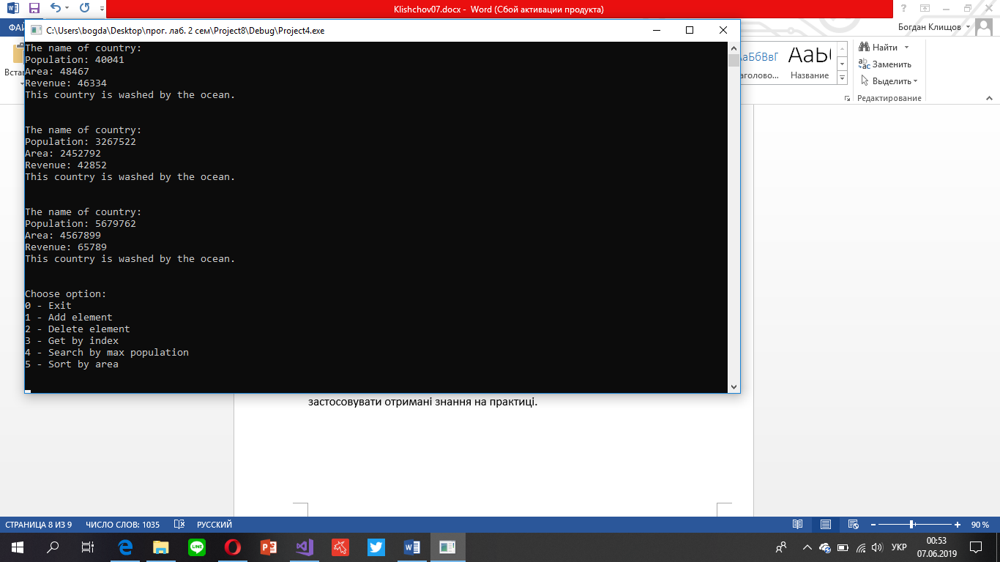 Klishchov07.docx - Word (Сбой активации продукта)
C:\Users\bogda\Desktop\прог. лаб. 2 сем\Project8\Debug\Project4.exe
Богдан Клищов
The name of country:
Population: 40041
Area: 48467
Revenue: 46334
This country is washed by the ocean.
The name of country:
Population: 3267522
Area: 2452792
Revenue: 42852
This country is washed by the ocean.
The name of country:
Population: 5679762
Area: 4567899
Revenue: 65789
This country is washed by the ocean.
Choose option:
0 - Exit
1 - Add element
2 - Delete element
3 - Get by index
4 - Search by max population
5 - Sort by area
Название
Найти
Заменить
Выделить
Редактирование
застосовувати отримані знання на практиці.
СТРАНИЦА 8 ИЗ 9 ЧИСЛО СЛОВ: 1035 РУССКИЙ
90 %
LINE
УКР
00:53
07.06.2019